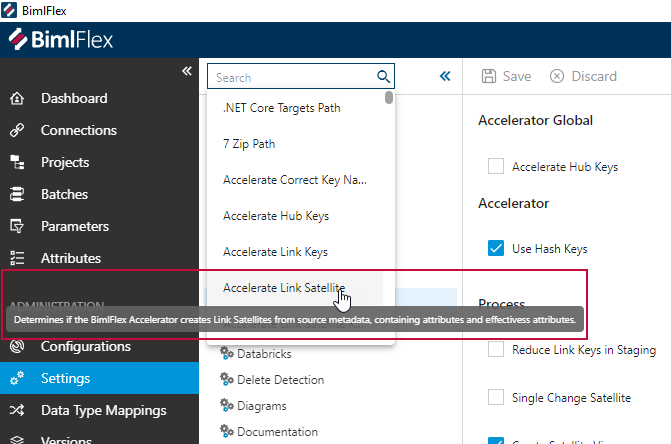 BimlFlex
BimlFlex
Dashboard
Connections
Projects
Batches
Parameters
Attributes
ADMINISTRATION
Configurations
Settings
Data Type Mappings
Versions
Search
.NET Core Targets Path
7 Zip Path
Accelerate Correct Key Na...
Accelerate Hub Keys
Accelerate Link Keys
Accelerate Link Satellite
Determines if the BimlFlex Accelerator creates Link Satellites from source metadata, containing attributes and effectivess attributes.
Databricks
Delete Detection
Diagrams
Documentation
Save
Discard
Accelerator Global
Accelerate Hub Keys
Accelerator
Use Hash Keys
Process
Reduce Link Keys in Staging
Single Change Satellite